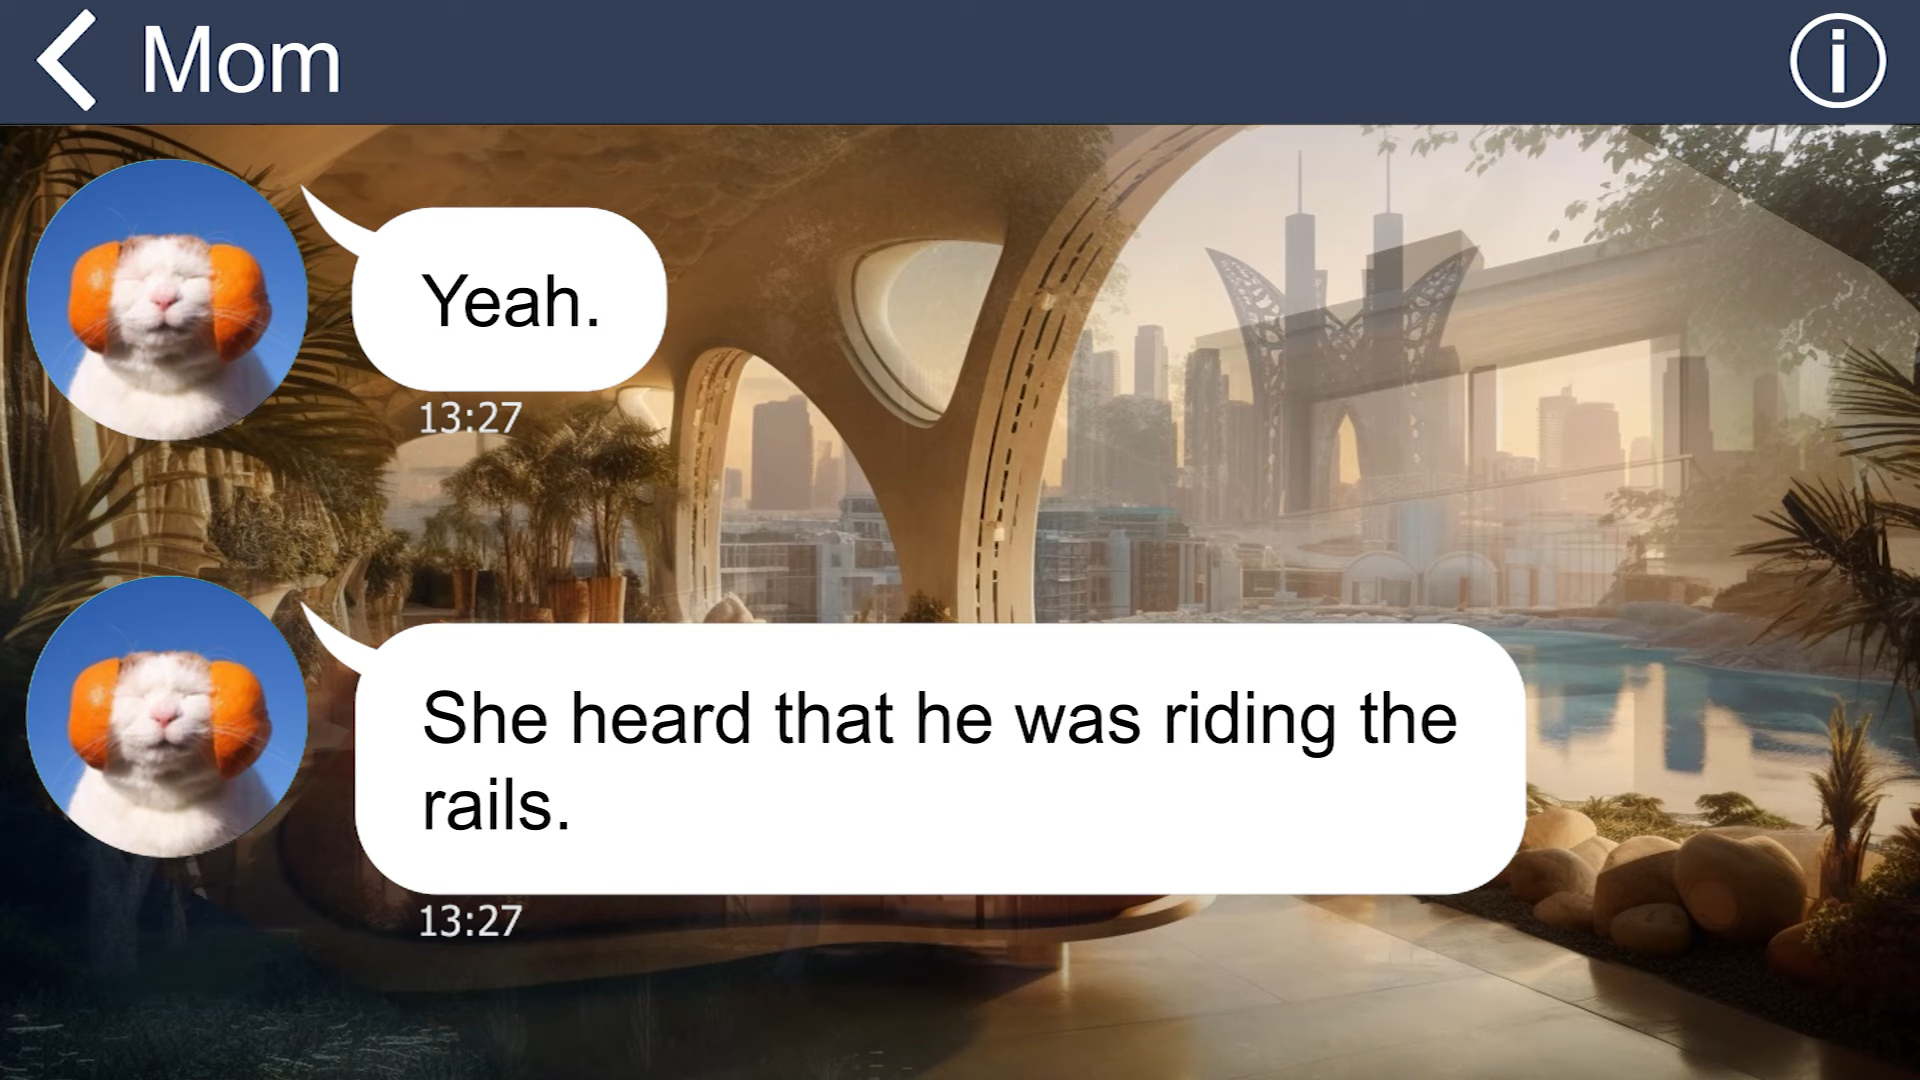 Mom
Yeah.
13:27
She heard that he was riding the
rails.
13:27